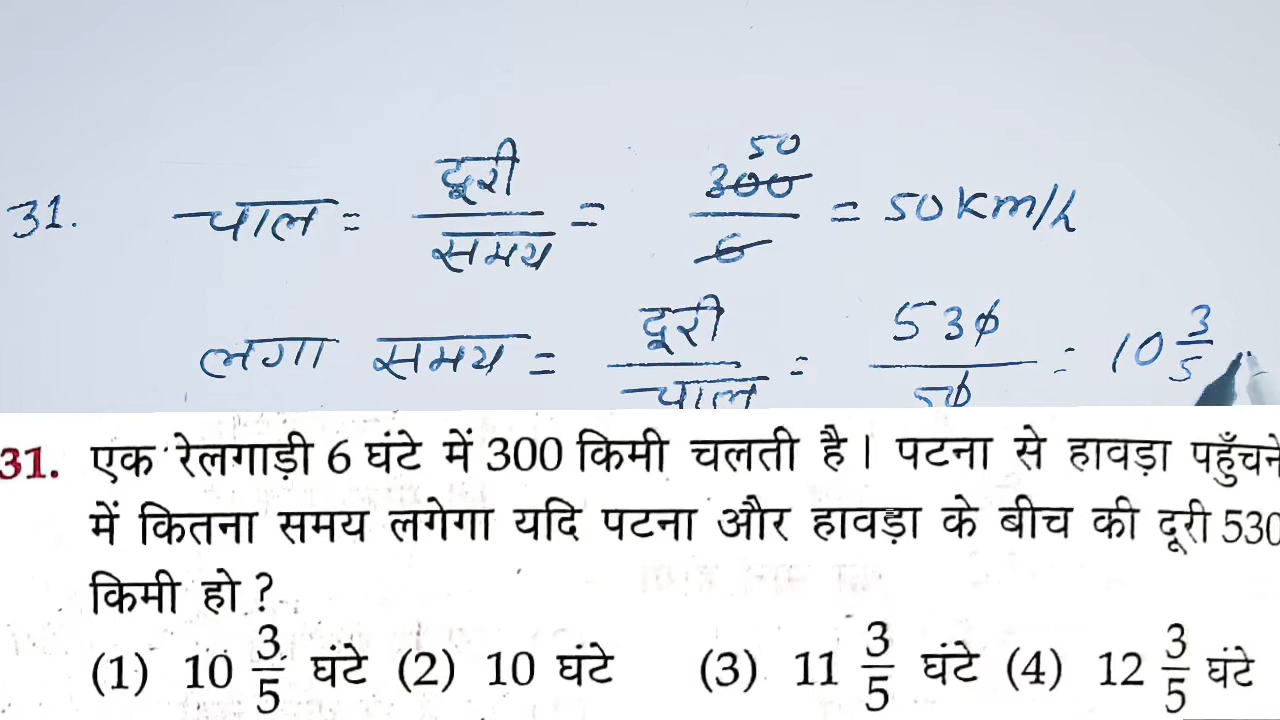 31. चाल = दूरी/समय = 300/6 50 = 50 Km/h
लगा समय = दूरी/चाल = 530/50 = 10 3/5
31. एक रेलगाड़ी 6 घंटे में 300 किमी चलती है। पटना से हावड़ा पहुँचने
में कितना समय लगेगा यदि पटना और हावड़ा के बीच की दूरी 530
किमी हो ?
(1) 10 3/5 घंटे (2) 10 घंटे (3) 11 3/5 घंटे (4) 12 3/5 घंटे